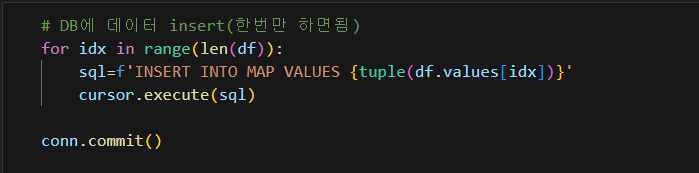 # DB에 데이터 insert(한번만 하면됨)
for idx in range(len(df)):
    sql=f'INSERT INTO MAP VALUES {tuple(df.values[idx])}'
    cursor.execute(sql)
conn.commit()